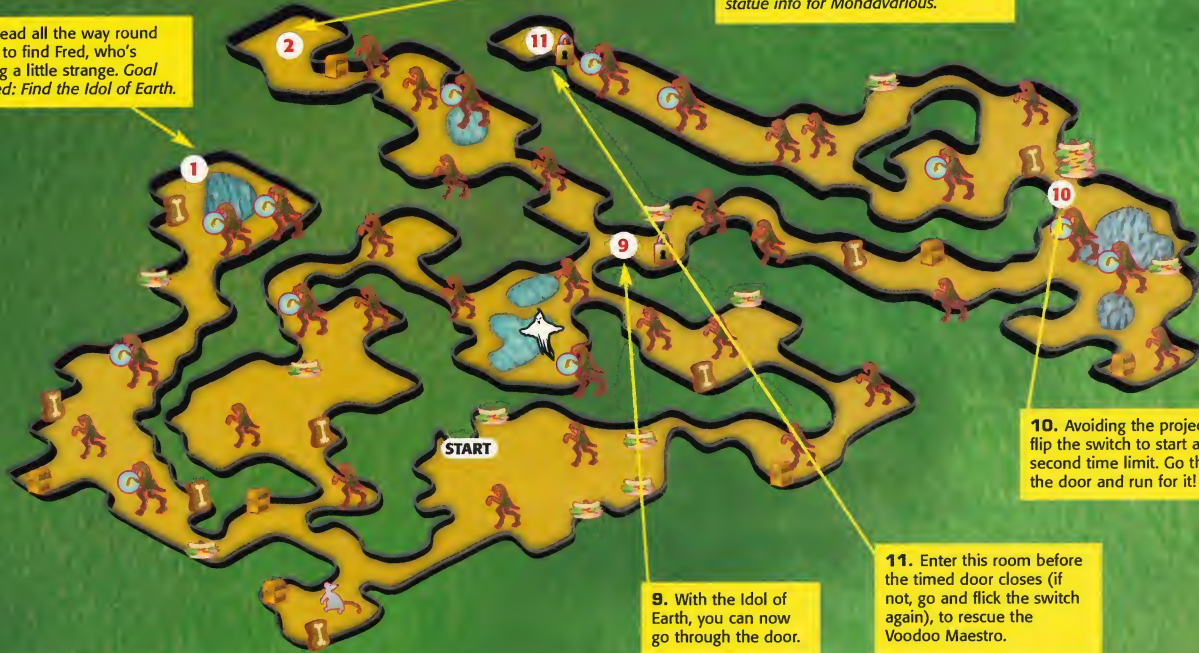 statue info for Mondavarious.
ead all the way round
to find Fred, who's
g a little strange. Goal
ed: Find the Idol of Earth.
2
11
1
9
10
START
10. Avoiding the projec
flip the switch to start a
second time limit. Go th
the door and run for it!
11. Enter this room before
the timed door closes (if
not, go and flick the switch
again), to rescue the
Voodoo Maestro.
9. With the Idol of
Earth, you can now
go through the door.